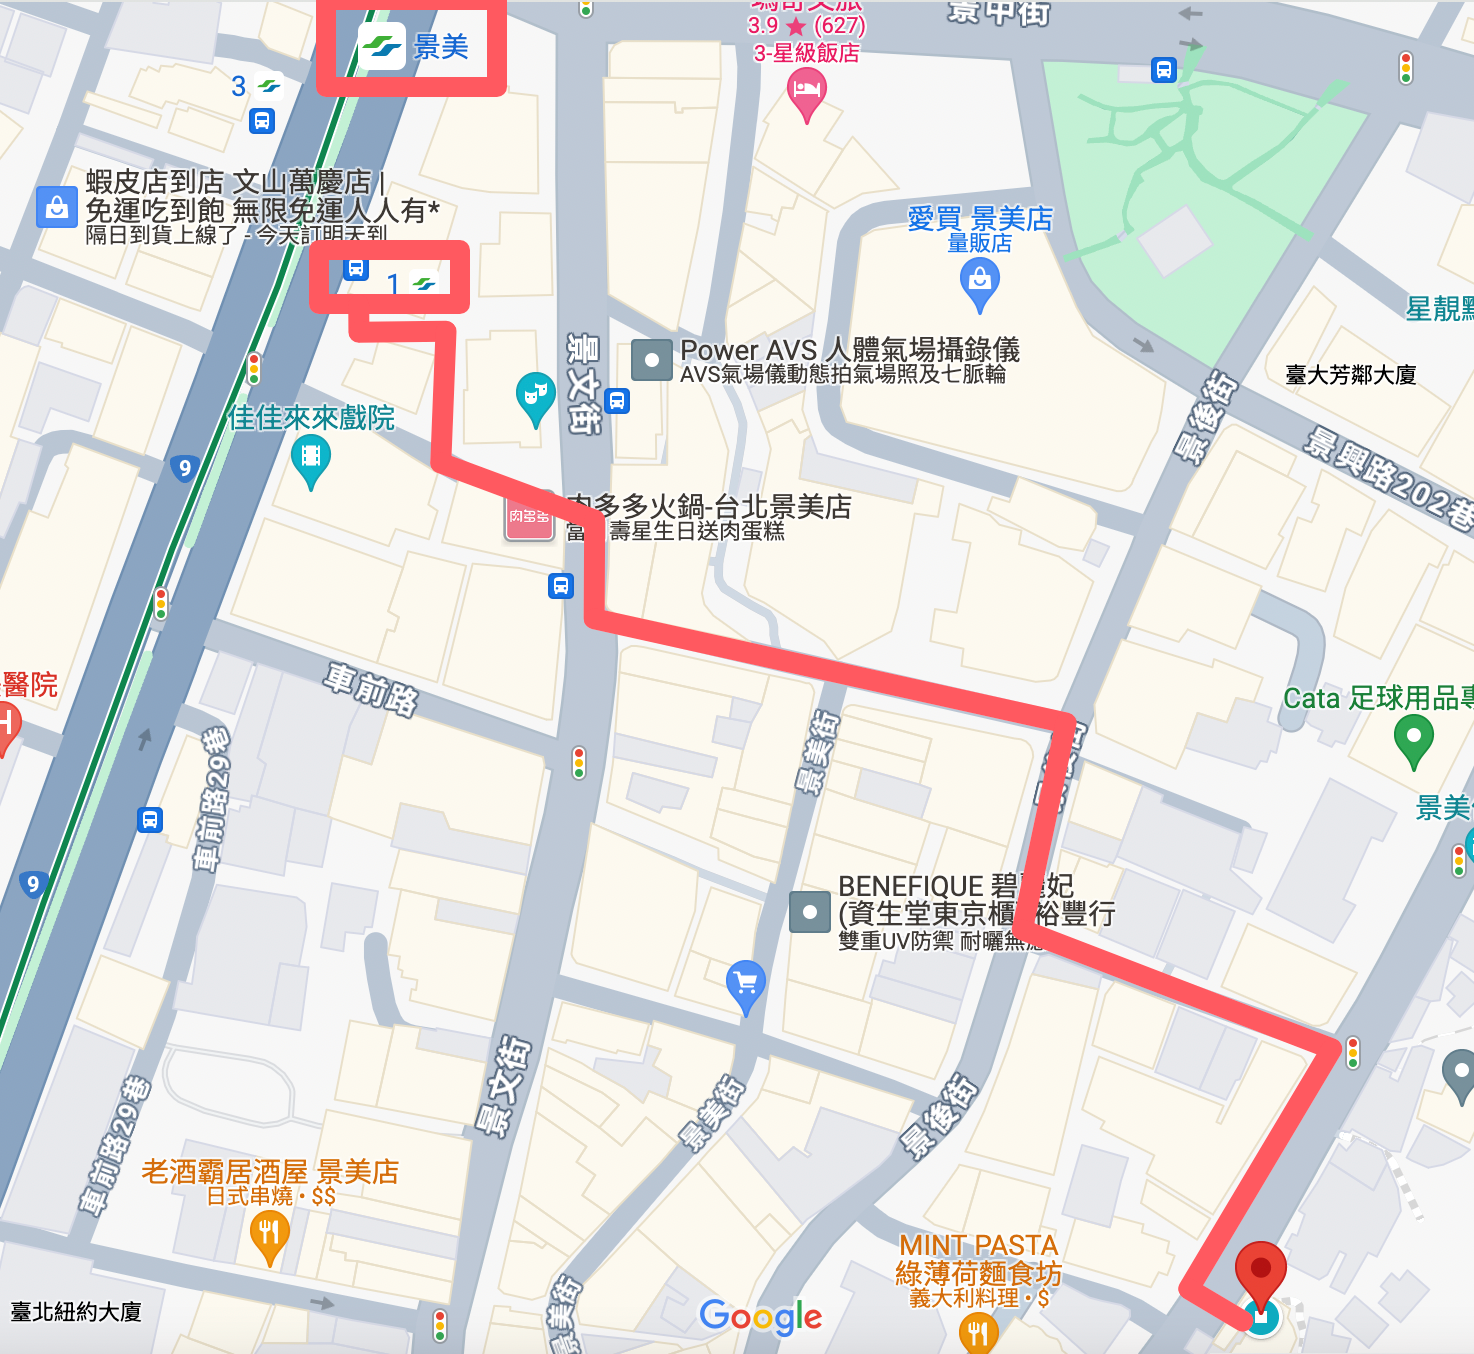 景美
3
瑪奇文旅
3.9 ★ (627)
3-星級飯店
景中街
蝦皮店到店 文山萬慶店 |
免運吃到飽 無限免運人人有*
隔日到貨上線了 - 今天訂明天到
1
愛買 景美店
量販店
景文街
Power AVS 人體氣場攝錄儀
AVS氣場儀動態拍氣場照及七脈輪
臺大芳鄰大廈
景後街
佳佳來來戲院
9
景興路202巷
肉多多
肉多多火鍋-台北景美店
壽星生日送肉蛋糕
醫院
車前路
Cata 足球用品專
景美街
車前路29巷
景美
9
BENEFIQUE 碧麗妃
(資生堂東京櫃 裕豐行
雙重UV防禦 耐曬無
景文街
車前路29巷
景美街
景後街
老酒霸居酒屋 景美店
日式串燒 · $$
MINT PASTA
綠薄荷麵食坊
義大利料理 · $
臺北紐約大廈
景美街
Google